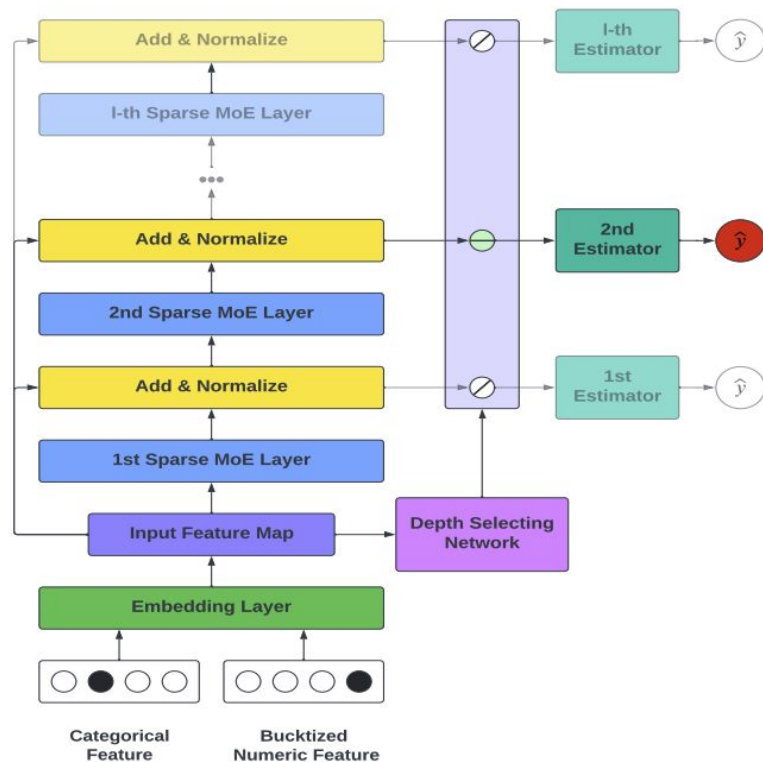 Add & Normalize
l-th
Estimator
ŷ
l-th Sparse MoE Layer
Add & Normalize
2nd
Estimator
ŷ
2nd Sparse MoE Layer
Add & Normalize
1st
Estimator
ŷ
1st Sparse MoE Layer
Input Feature Map
Depth Selecting
Network
Embedding Layer
Categorical
Feature
Bucktized
Numeric Feature